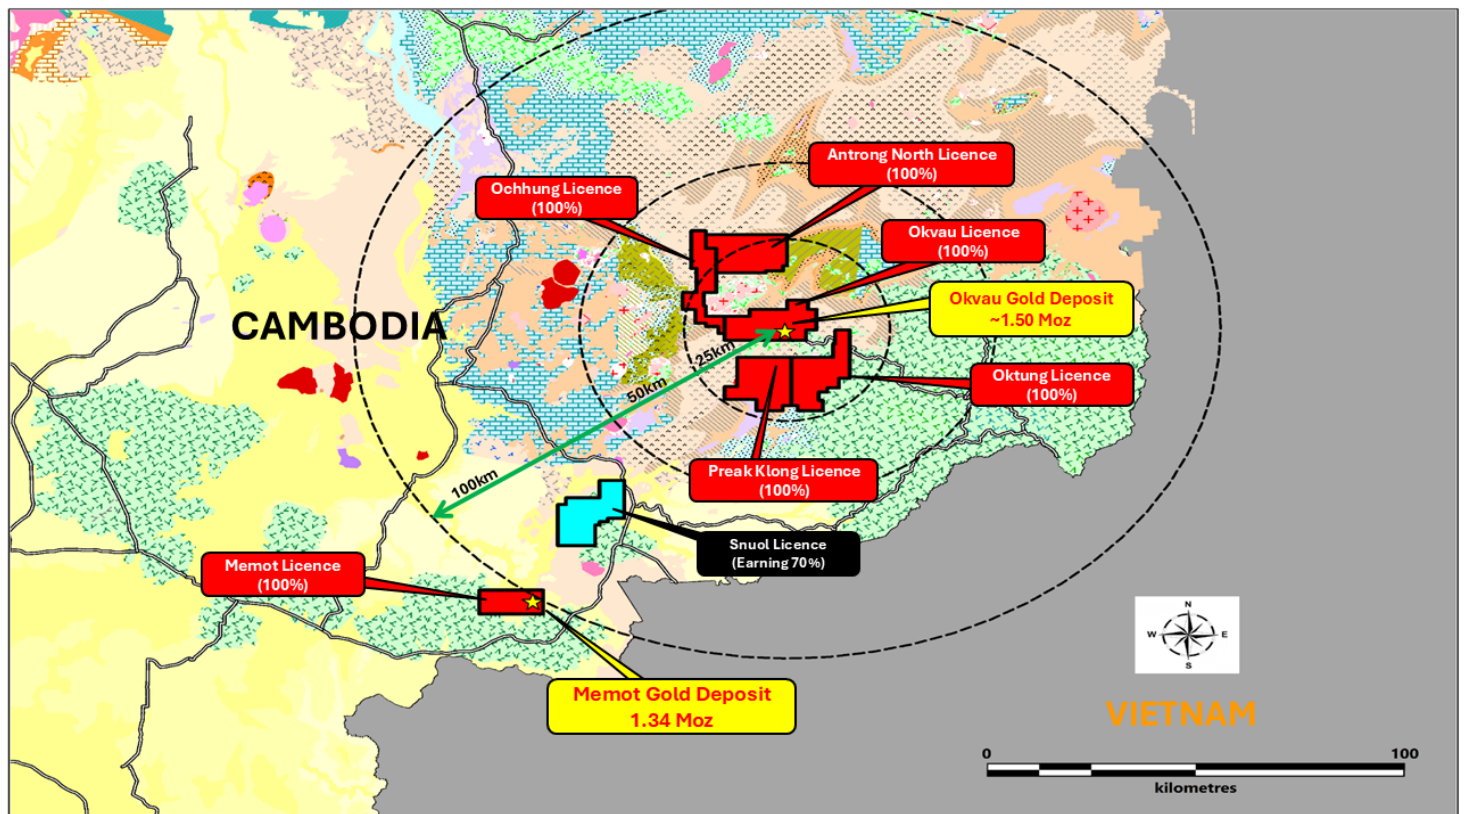 Antrong North Licence
(100%)
Ochhung Licence
(100%)
Okvau Licence
(100%)
Okvau Gold Deposit
~1.50 Moz
CAMBODIA
25km
50km
100km
Oktung Licence
(100%)
Preak Klong Licence
(100%)
Snuol Licence
(Earning 70%)
Memot Licence
(100%)
Memot Gold Deposit
1.34 Moz
N
W
E
S
VIETNAM
0
100
kilometres